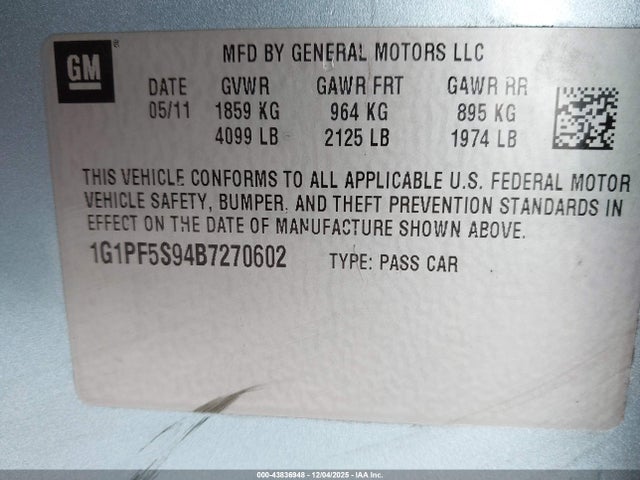 GM®
MFD BY GENERAL MOTORS LLC
DATE GVWR GAWR FRT GAWR RR
05/11 1859 KG 964 KG 895 KG
4099 LB 2125 LB 1974 LB
THIS VEHICLE CONFORMS TO ALL APPLICABLE U.S. FEDERAL MOTOR
VEHICLE SAFETY, BUMPER, AND THEFT PREVENTION STANDARDS IN
EFFECT ON THE DATE OF MANUFACTURE SHOWN ABOVE.
1G1PF5S94B7270602 TYPE: PASS CAR
000-43836948 - 12/04/2025 - IAA Inc.